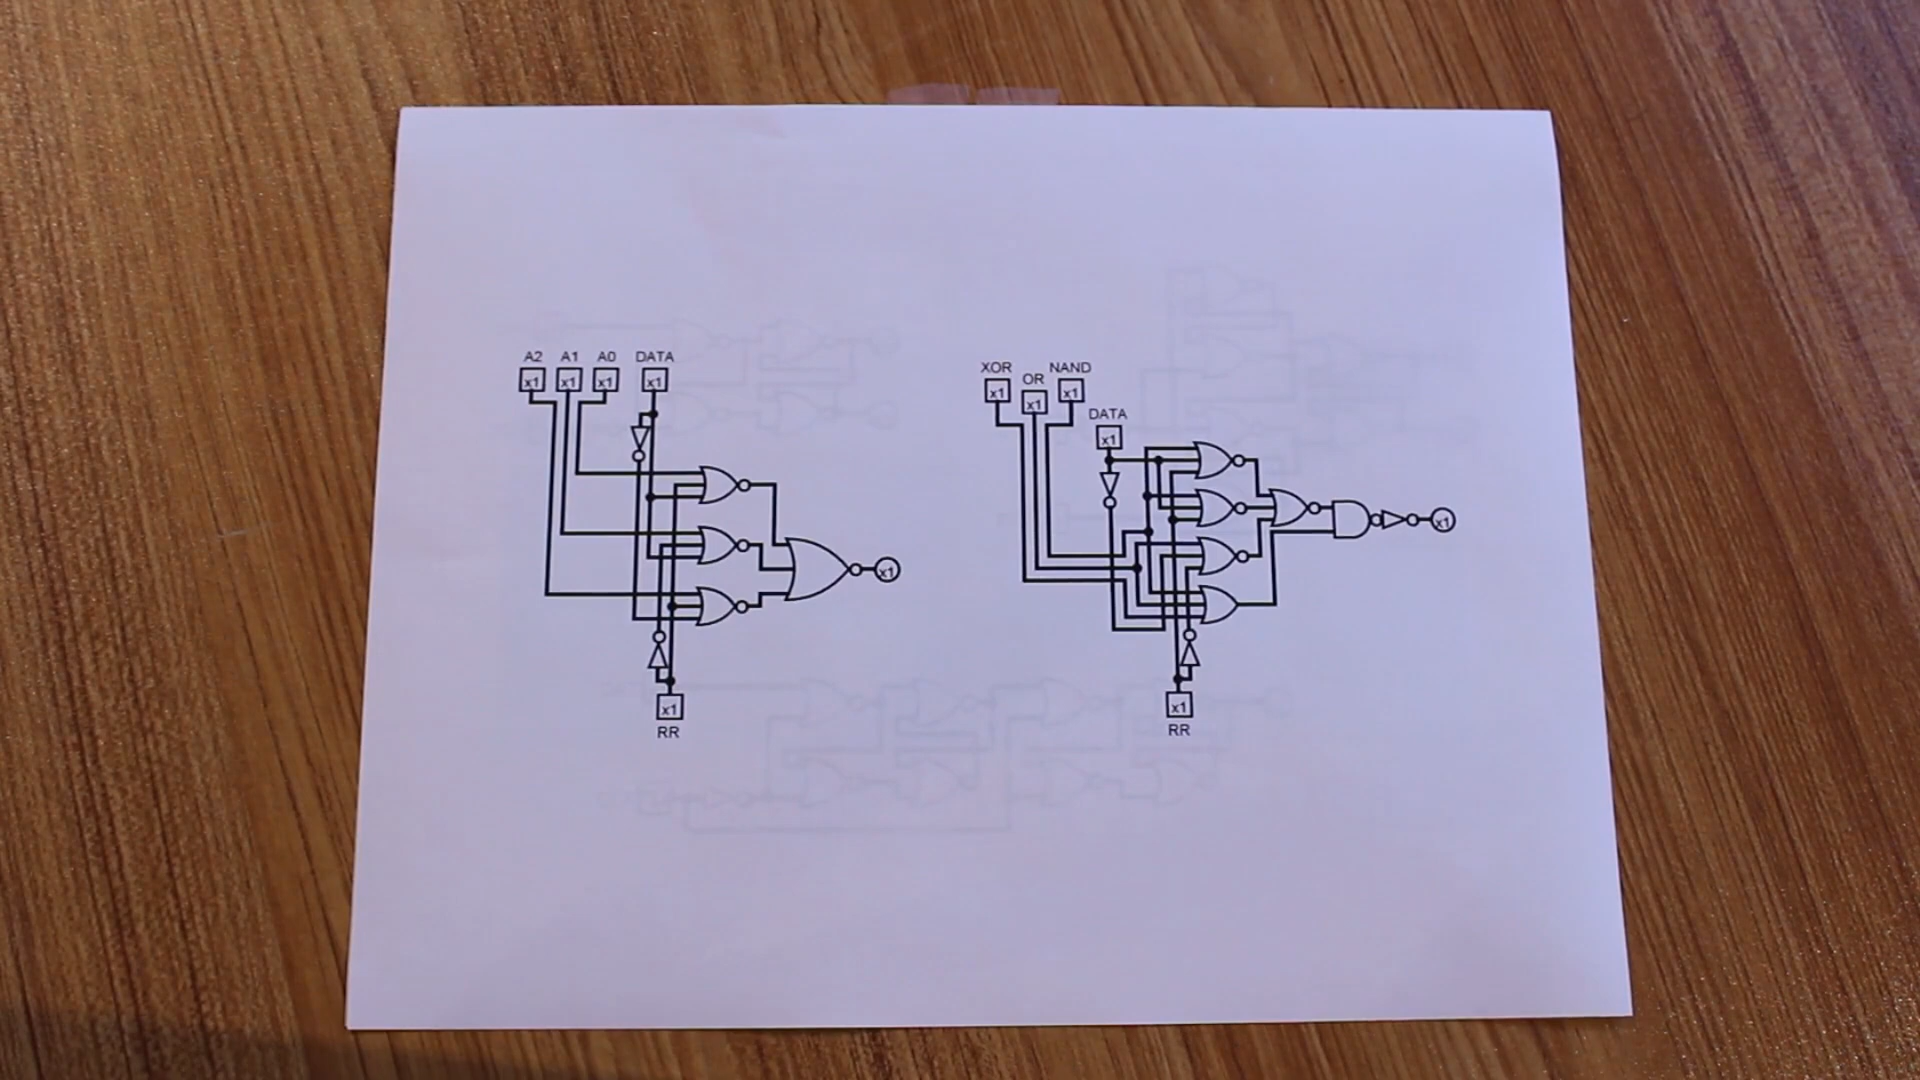 A2 A1 A0 DATA
x1 x1 x1 x1
x1
x1
RR
XOR OR NAND
x1 x1 x1
DATA
x1
x1
x1
RR